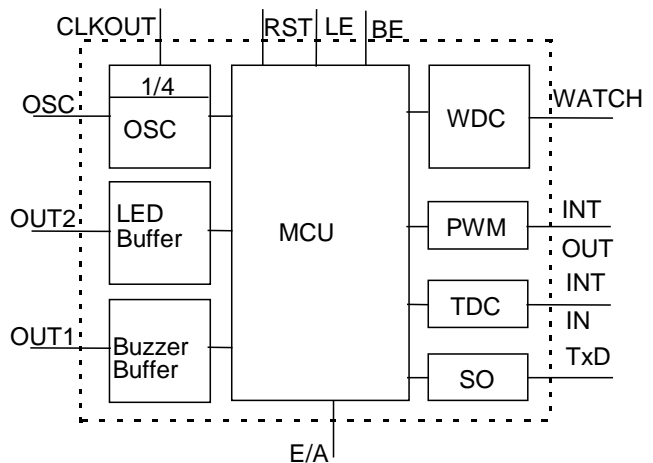 CLKOUT RST LE BE
1/4
OSC OSC WDC WATCH
OUT2 LED
Buffer MCU PWM INT
OUT
TDC INT
IN
OUT1 Buzzer
Buffer SO TxD
E/A